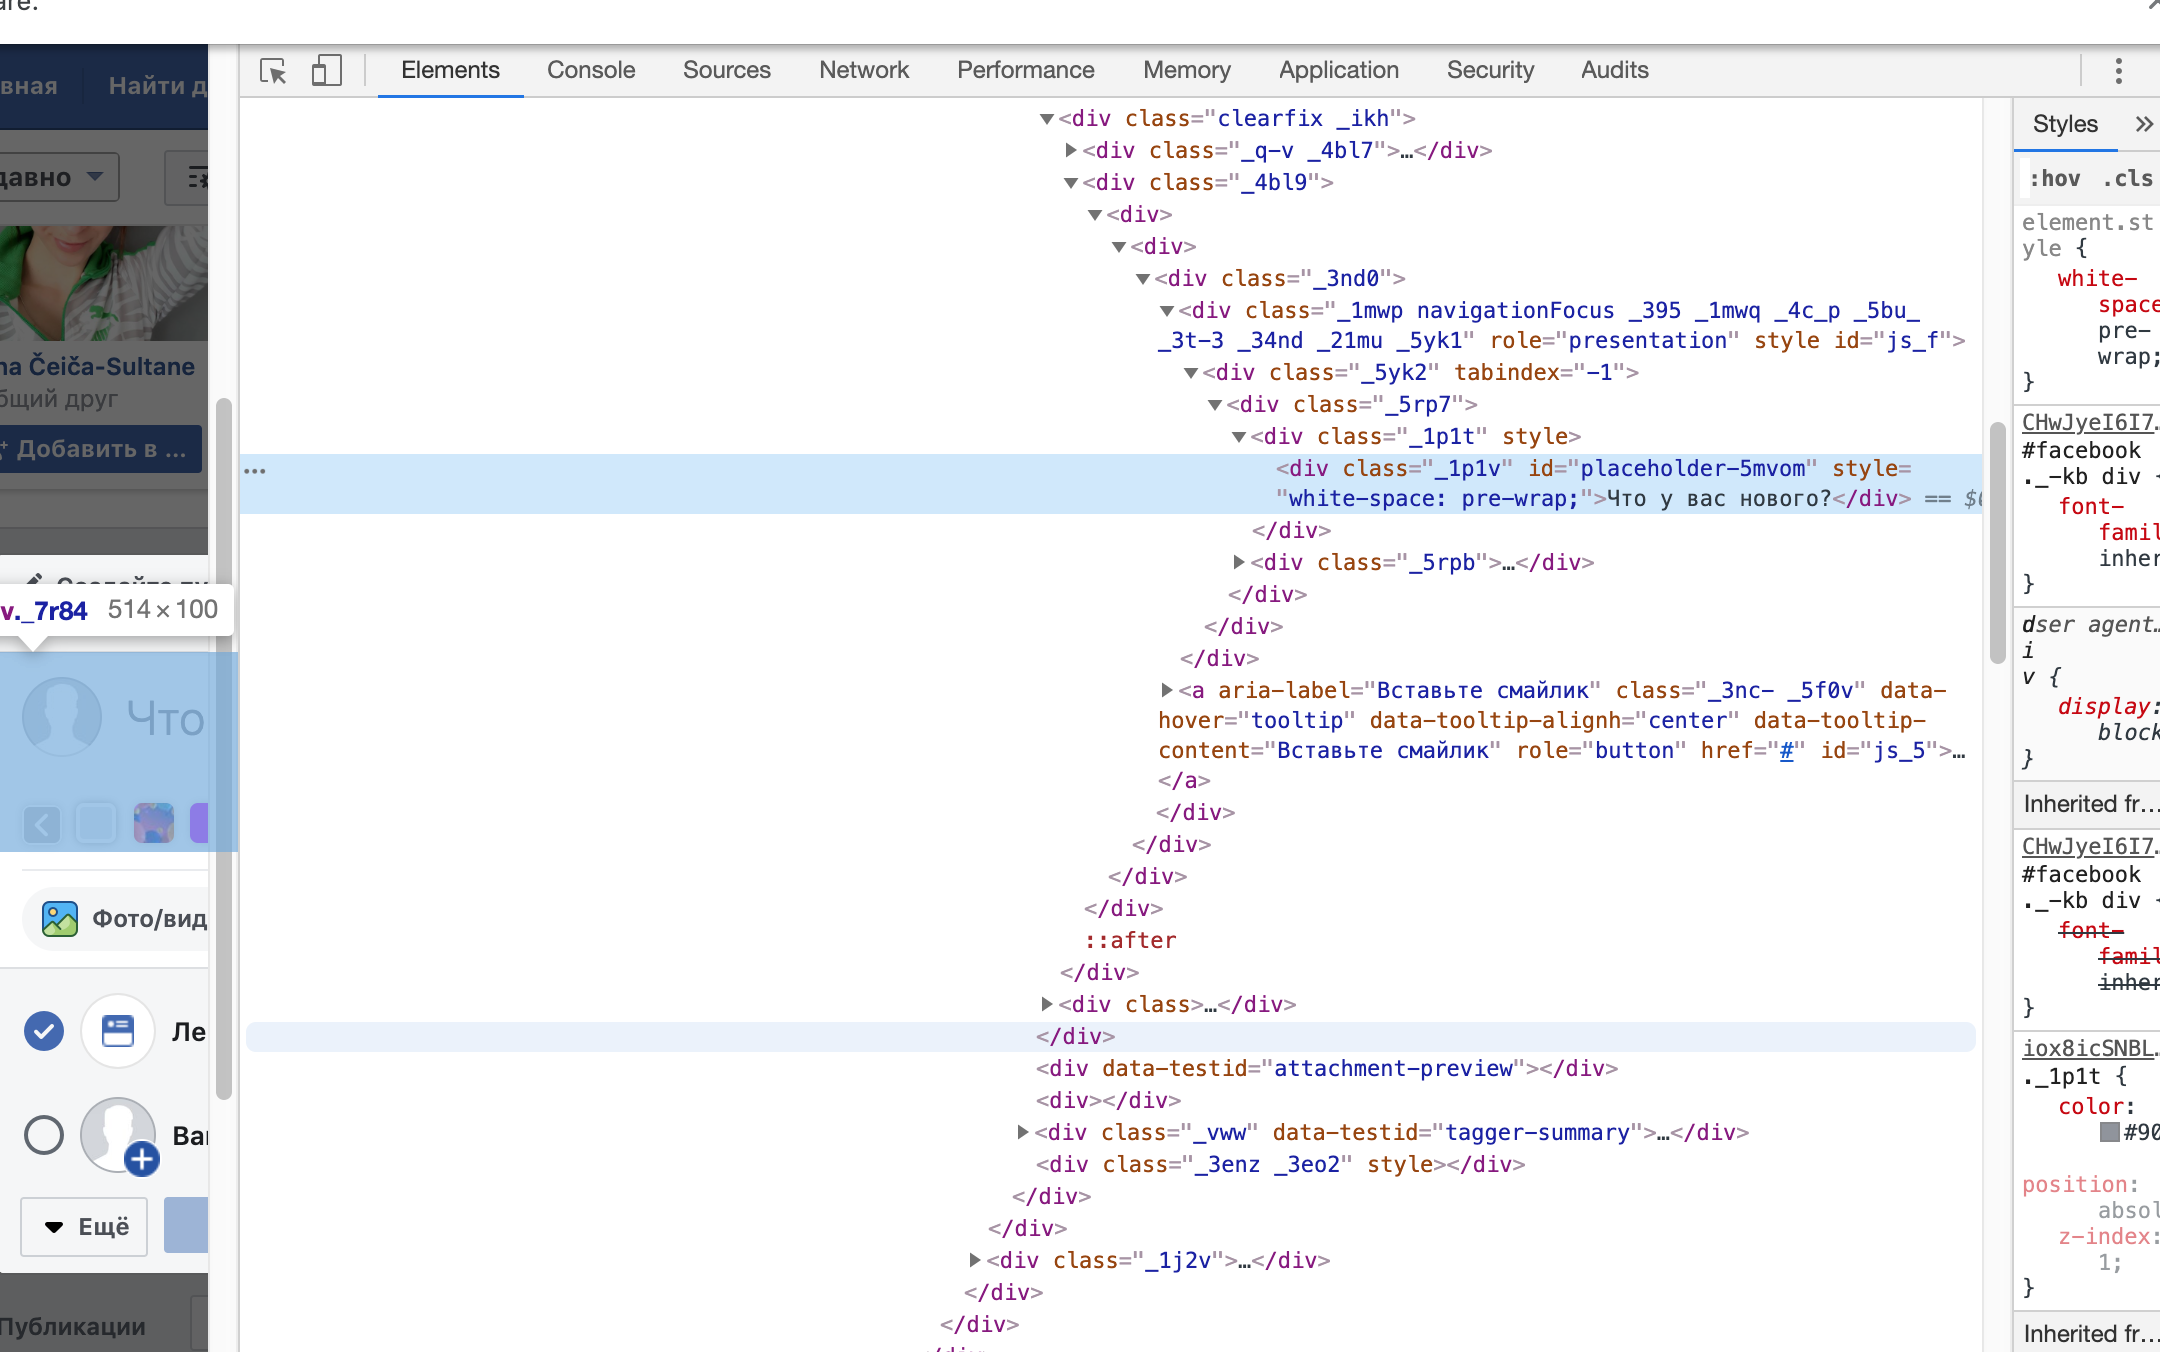 are.
Elements Console Sources Network Performance Memory Application Security Audits
вная Найти д
давно
na Čeiča-Sultane
бщий друг
Добавить в ...
Создайте пу
v._7r84 514 × 100
Что
Фото/вид
Ле
Ва
Ещё
Публикации
<div class="clearfix _ikh">
<div class="_q-v _4bl7">…</div>
<div class="_4bl9">
<div>
<div>
<div class="_3nd0">
<div class="_1mwp navigationFocus _395 _1mwq _4c_p _5bu_
_3t-3 _34nd _21mu _5yk1" role="presentation" style id="js_f">
<div class="_5yk2" tabindex="-1">
<div class="_5rp7">
<div class="_1p1t" style>
... <div class="_1p1v" id="placeholder-5mvom" style=
"white-space: pre-wrap;">Что у вас нового?</div> == $0
</div>
<div class="_5rpb">…</div>
</div>
</div>
</div>
<a aria-label="Вставьте смайлик" class="_3nc- _5f0v" data-
hover="tooltip" data-tooltip-alignh="center" data-tooltip-
content="Вставьте смайлик" role="button" href="#" id="js_5">…
</a>
</div>
</div>
</div>
</div>
::after
</div>
<div class>…</div>
</div>
<div data-testid="attachment-preview"></div>
<div></div>
<div class="_vww" data-testid="tagger-summary">…</div>
<div class="_3enz _3eo2" style></div>
</div>
</div>
<div class="_1j2v">…</div>
</div>
</div>
Styles »
:hov .cls
element.st
yle {
white-
space
pre-
wrap;
}
CHwJyeI6I7…
#facebook
._-kb div
font-
famil
inher
}
dser agent…
i
v {
display:
block
}
Inherited fr…
CHwJyeI6I7…
#facebook
._-kb div
font-
famil
inher
}
iox8icSNBL…
._1p1t {
color:
#90
position:
absol
z-index:
1;
}
Inherited fr…